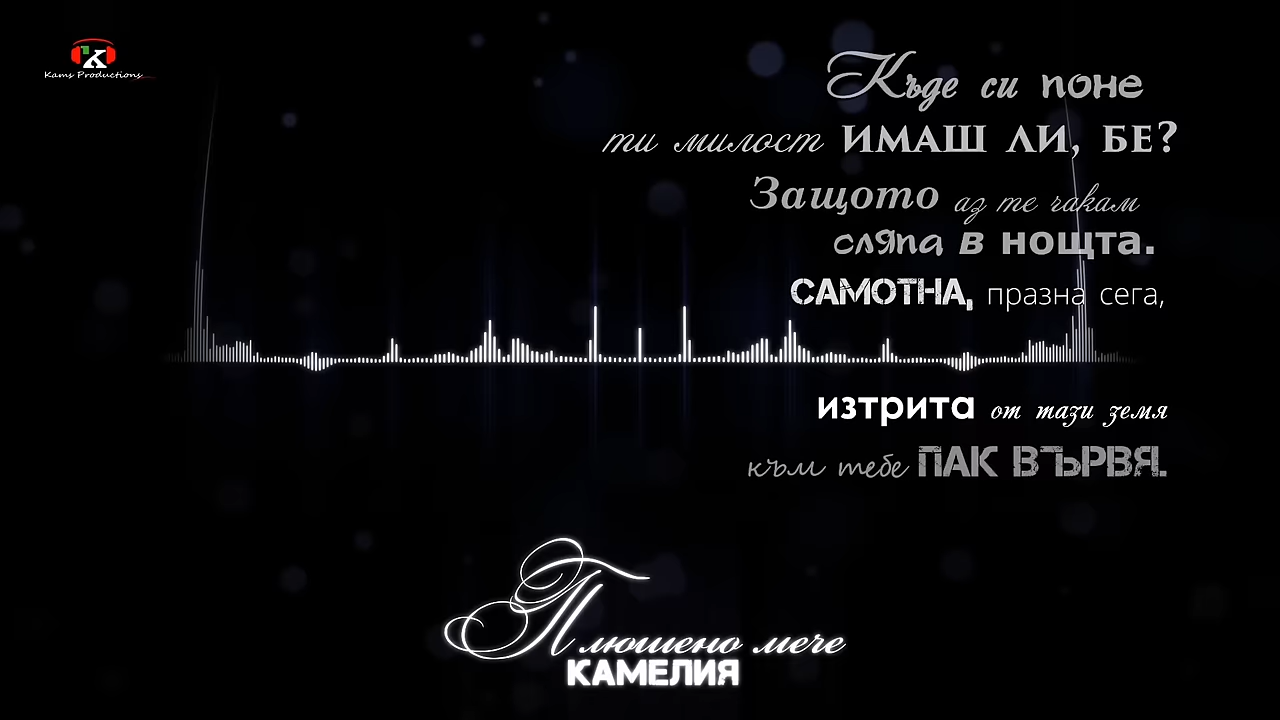 K
Kams Productions
Къде си поне
ти милост ИМАШ ЛИ, БЕ?
Защото аз те чакам
сляпа в нощта.
САМОТНА, празна сега,
изтрита от тази земя
към тебе ПАК ВЪРВЯ.
Плюшено мече
КАМЕЛИЯ